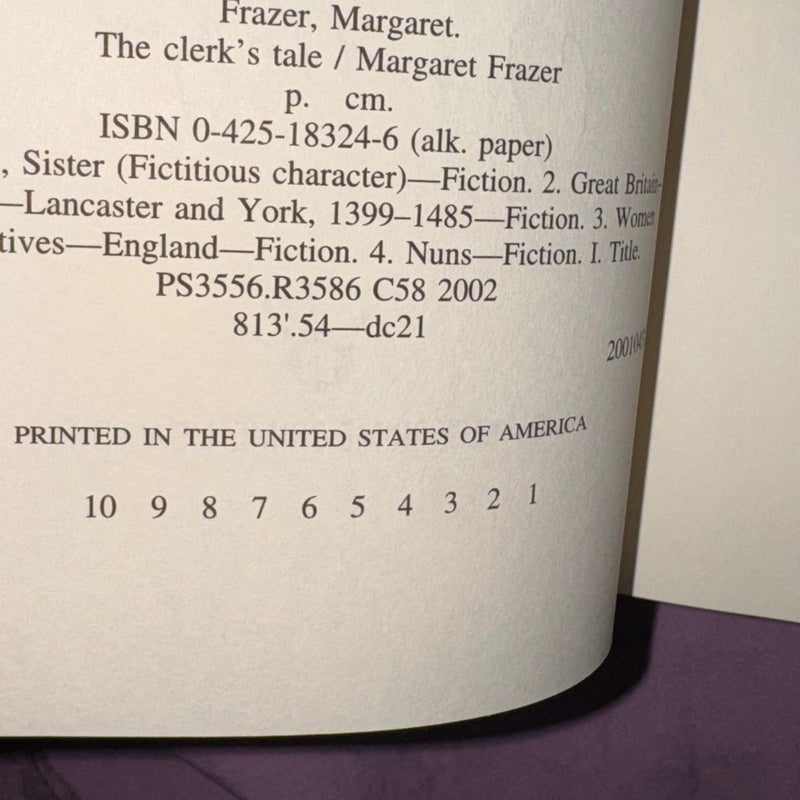 Frazer, Margaret.
The clerk's tale / Margaret Frazer
p. cm.
ISBN 0-425-18324-6 (alk. paper)
, Sister (Fictitious character)—Fiction. 2. Great Britain-
—Lancaster and York, 1399–1485—Fiction. 3. Women
tives—England—Fiction. 4. Nuns—Fiction. I. Title.
PS3556.R3586 C58 2002
813'.54—dc21
PRINTED IN THE UNITED STATES OF AMERICA
10 9 8 7 6 5 4 3 2 1